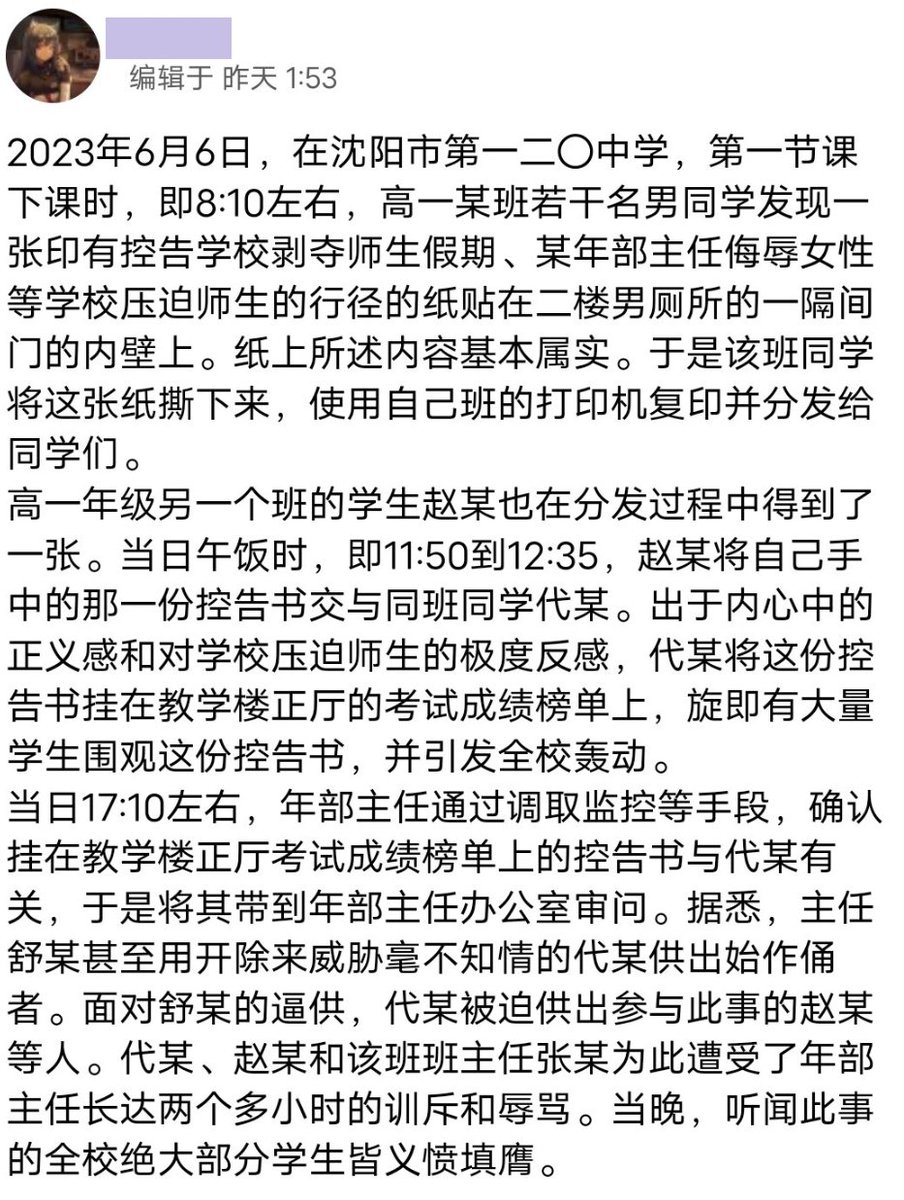 编辑于 昨天 1:53
2023年6月6日，在沈阳市第一二〇中学，第一节课
下课时，即8:10左右，高一某班若干名男同学发现一
张印有控告学校剥夺师生假期、某年部主任侮辱女性
等学校压迫师生的行径的纸贴在二楼男厕所的一隔间
门的内壁上。纸上所述内容基本属实。于是该班同学
将这张纸撕下来，使用自己班的打印机复印并分发给
同学们。
高一年级另一个班的学生赵某也在分发过程中得到了
一张。当日午饭时，即11:50到12:35，赵某将自己手
中的那一份控告书交与同班同学代某。出于内心中的
正义感和对学校压迫师生的极度反感，代某将这份控
告书挂在教学楼正厅的考试成绩榜单上，旋即有大量
学生围观这份控告书，并引发全校轰动。
当日17:10左右，年部主任通过调取监控等手段，确认
挂在教学楼正厅考试成绩榜单上的控告书与代某有
关，于是将其带到年部主任办公室审问。据悉，主任
舒某甚至用开除来威胁毫不知情的代某供出始作俑
者。面对舒某的逼供，代某被迫供出参与此事的赵某
等人。代某、赵某和该班班主任张某为此遭受了年部
主任长达两个多小时的训斥和辱骂。当晚，听闻此事
的全校绝大部分学生皆义愤填膺。